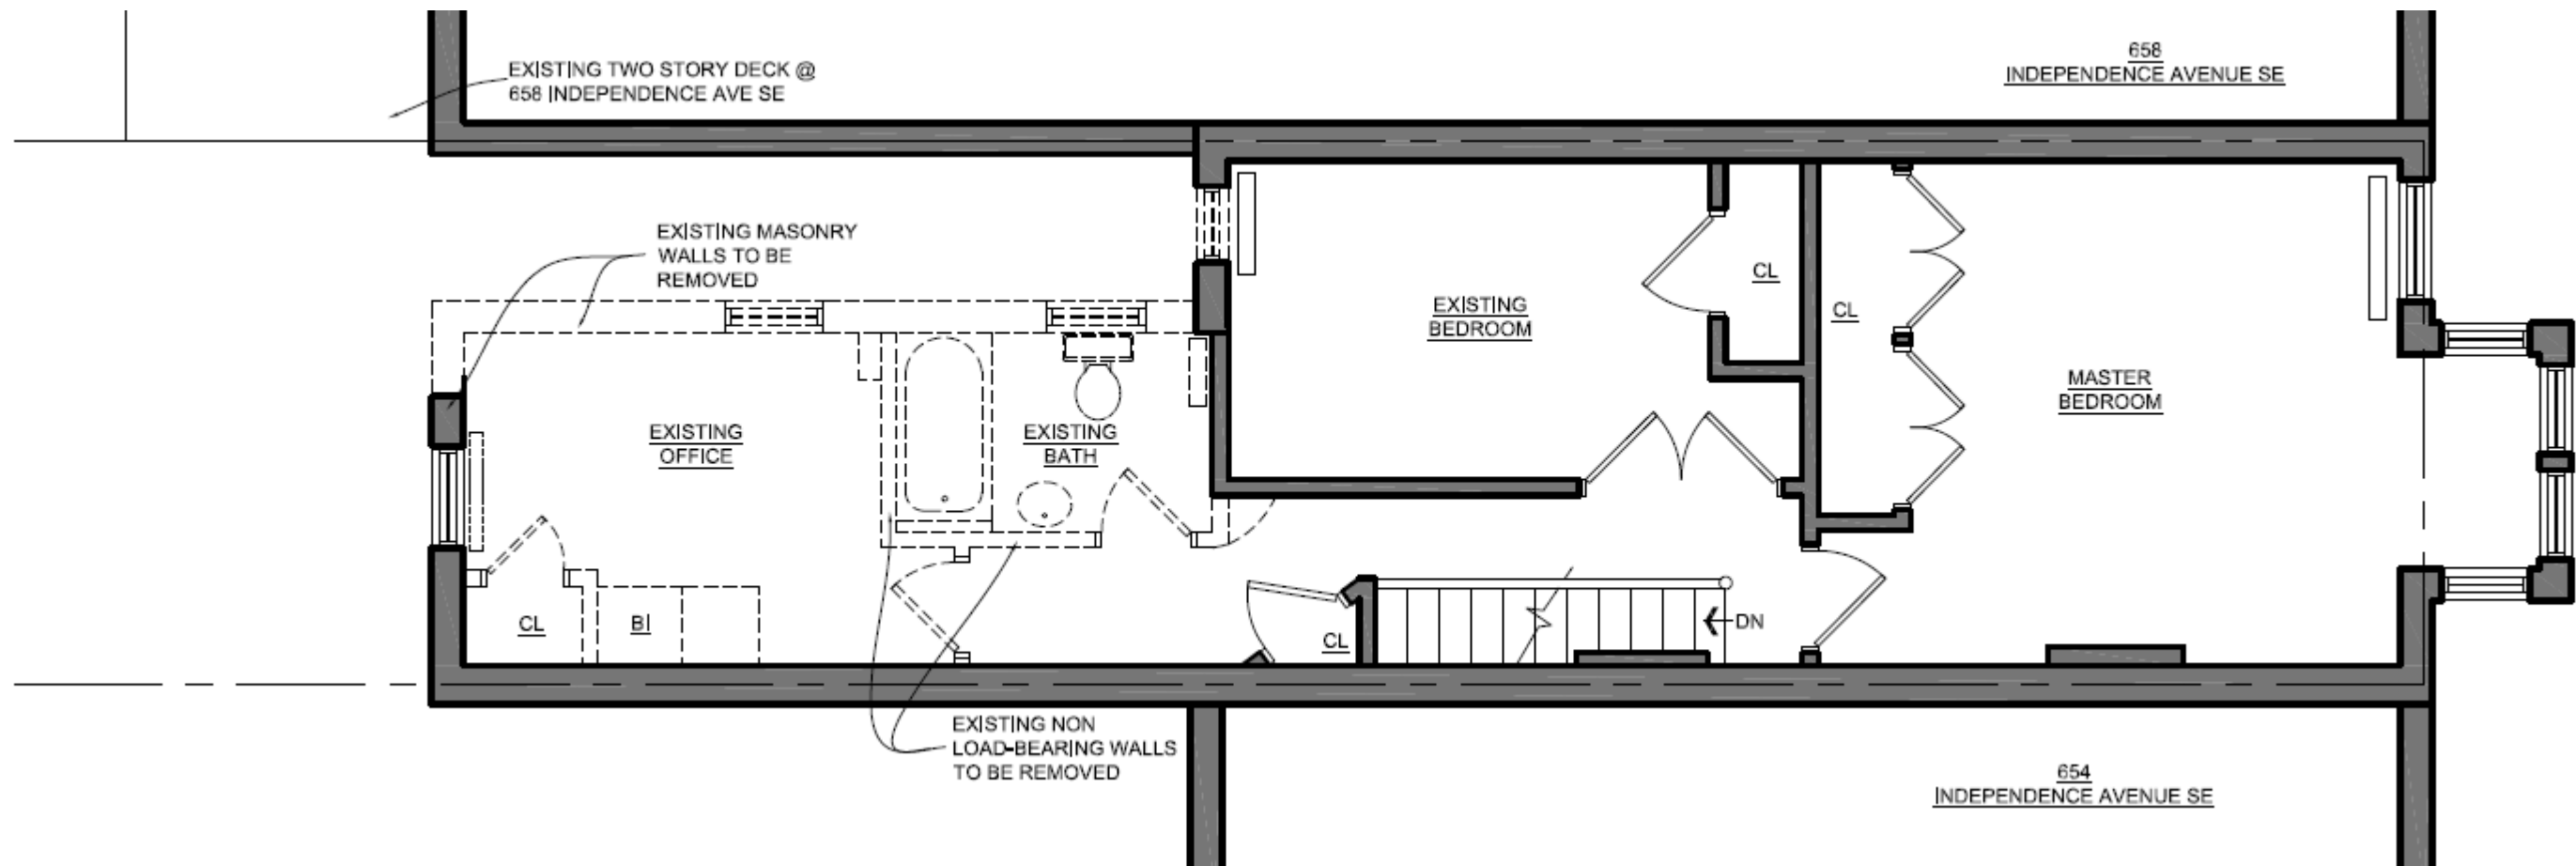 EXISTING TWO STORY DECK @
658 INDEPENDENCE AVE SE
658
INDEPENDENCE AVENUE SE
EXISTING MASONRY
WALLS TO BE
REMOVED
EXISTING
BEDROOM
CL
CL
MASTER
BEDROOM
EXISTING
OFFICE
EXISTING
BATH
CL
BI
CL
DN
EXISTING NON
LOAD-BEARING WALLS
TO BE REMOVED
654
INDEPENDENCE AVENUE SE